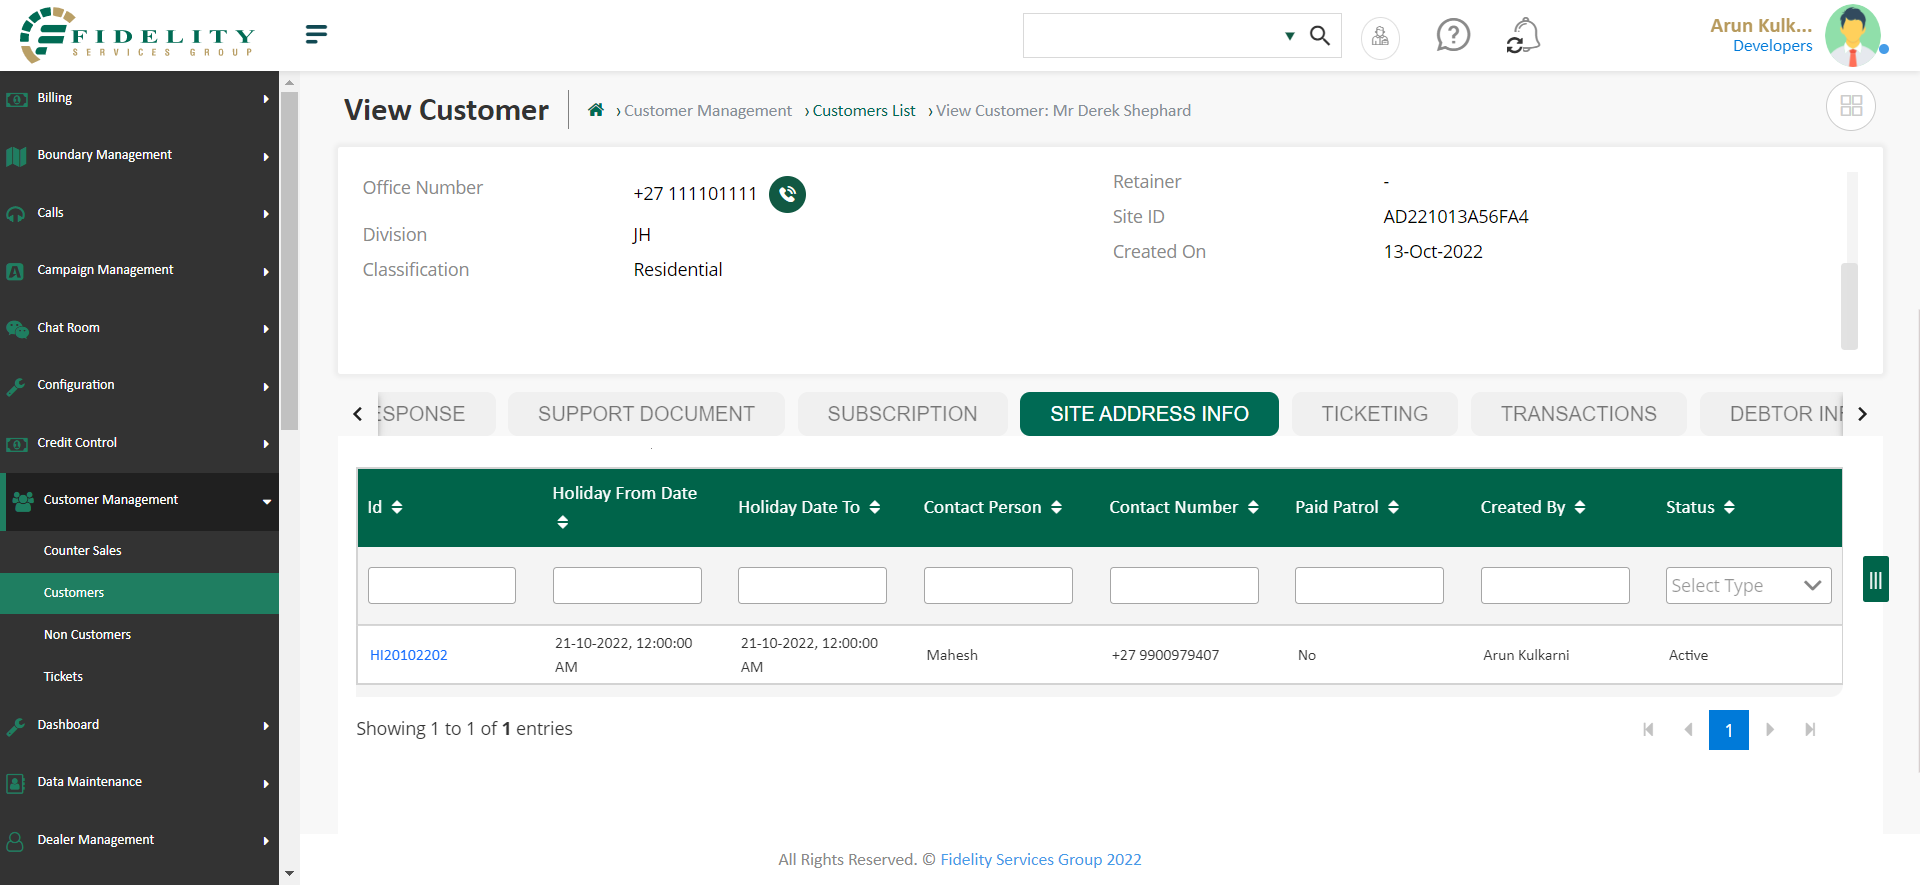 FIDELITY
SERVICES GROUP
Arun Kulk...
Developers
Billing
Boundary Management
Calls
Campaign Management
Chat Room
Configuration
Credit Control
Customer Management
Counter Sales
Customers
Non Customers
Tickets
Dashboard
Data Maintenance
Dealer Management
View Customer
› Customer Management › Customers List › View Customer: Mr Derek Shephard
Office Number +27 111101111
Division JH
Classification Residential
Retainer -
Site ID AD221013A56FA4
Created On 13-Oct-2022
ESPONSE SUPPORT DOCUMENT SUBSCRIPTION SITE ADDRESS INFO TICKETING TRANSACTIONS DEBTOR INF
Id Holiday From Date Holiday Date To Contact Person Contact Number Paid Patrol Created By Status
Select Type
HI20102202 21-10-2022, 12:00:00 AM 21-10-2022, 12:00:00 AM Mahesh +27 9900979407 No Arun Kulkarni Active
Showing 1 to 1 of 1 entries
1
All Rights Reserved. © Fidelity Services Group 2022